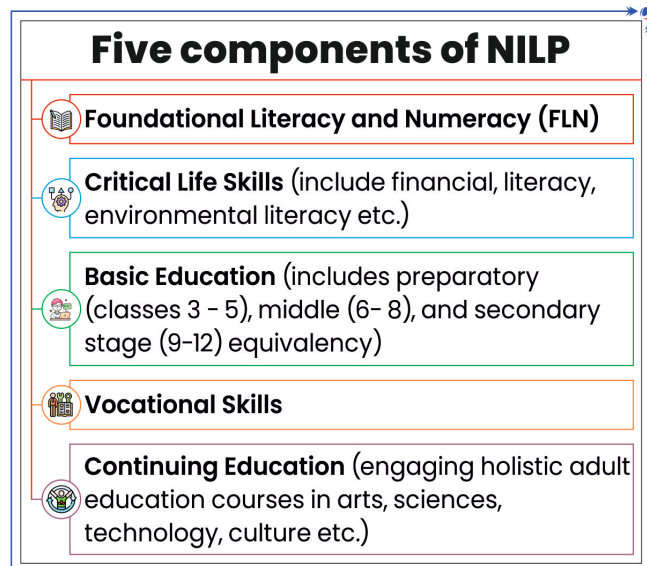 Five components of NILP
Foundational Literacy and Numeracy (FLN)
Critical Life Skills (include financial, literacy,
environmental literacy etc.)
Basic Education (includes preparatory
(classes 3 - 5), middle (6- 8), and secondary
stage (9-12) equivalency)
Vocational Skills
Continuing Education (engaging holistic adult
education courses in arts, sciences,
technology, culture etc.)